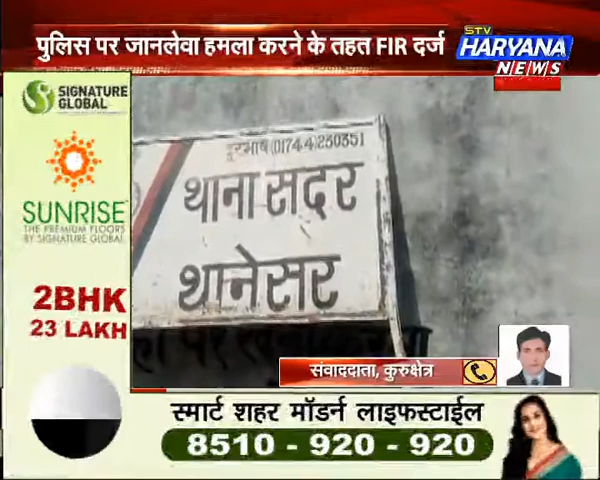 पुलिस पर जानलेवा हमला करने के तहत FIR दर्ज
STV
HARYANA
NEWS
SIGNATURE
GLOBAL
SUNRISE
THE PREMIUM FLOORS
BY SIGNATURE GLOBAL
2BHK
23 LAKH
दूरभाष (01744)250351
थाना सदर
थानेसर
संवाददाता, कुरुक्षेत्र
स्मार्ट शहर मॉडर्न लाइफस्टाईल
8510 - 920 - 920